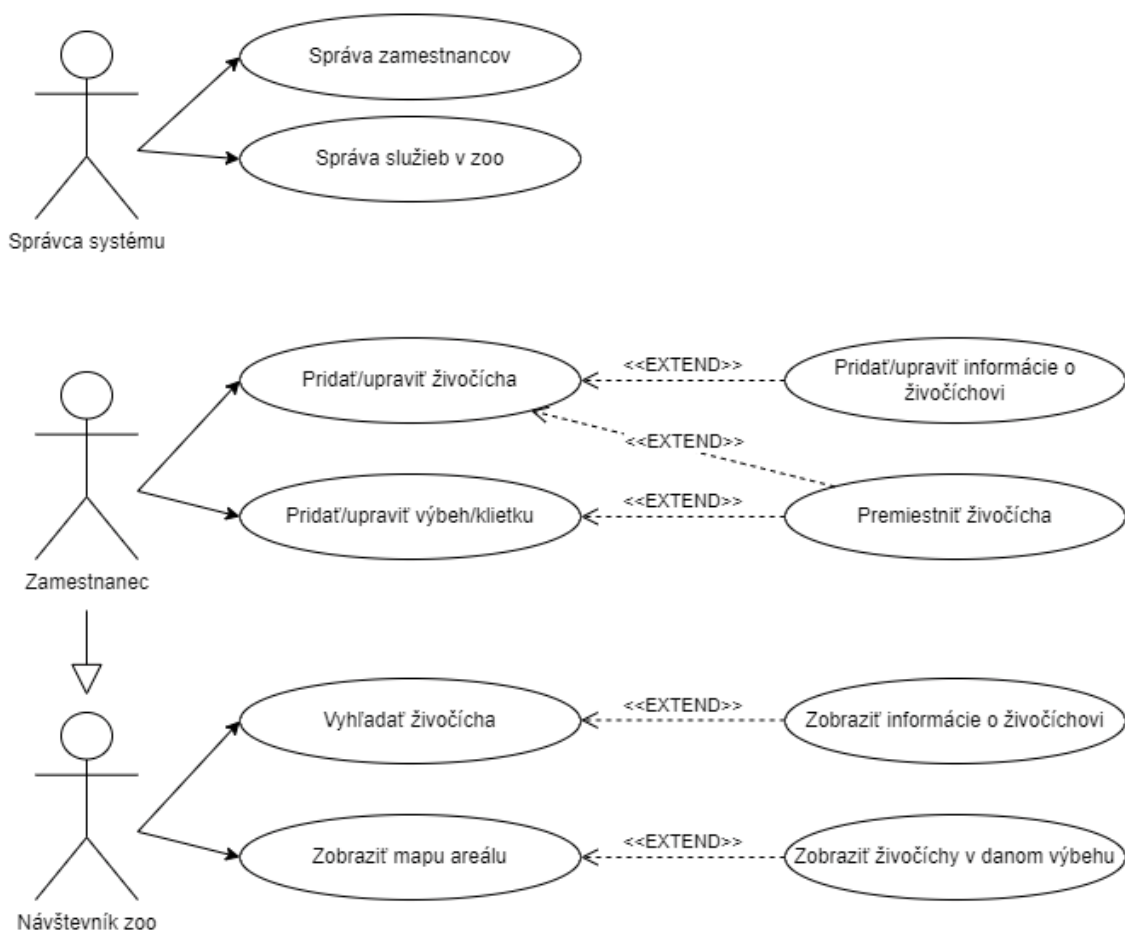 Správa zamestnancov
Správa služieb v zoo
Správca systému
Pridať/upraviť živočícha
<<EXTEND>>
Pridať/upraviť informácie o
živočíchovi
<<EXTEND>>
Pridať/upraviť výbeh/klietku
<<EXTEND>>
Premiestniť živočícha
Zamestnanec
Vyhľadať živočícha
<<EXTEND>>
Zobraziť informácie o živočíchovi
Zobraziť mapu areálu
<<EXTEND>>
Zobraziť živočíchy v danom výbehu
Návštevník zoo